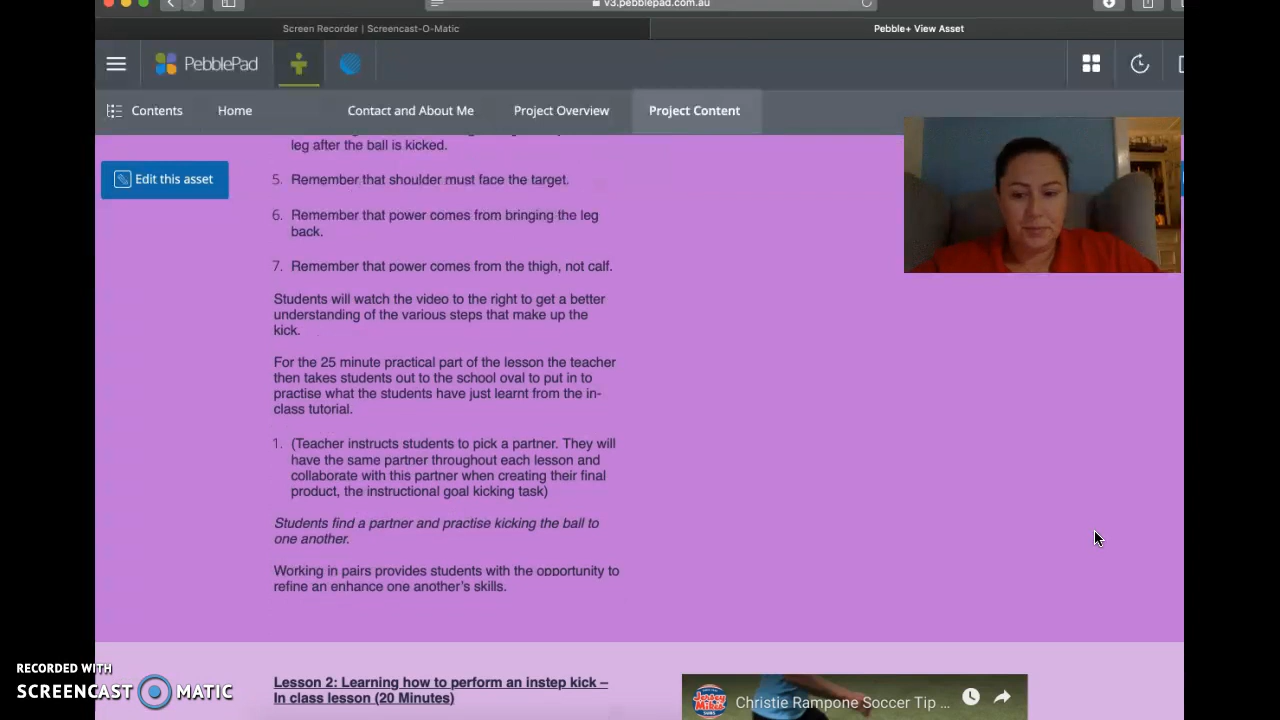 v3.pebblepad.com.au
Screen Recorder | Screencast-O-Matic
Pebble+ View Asset
PebblePad
Contents
Home
Contact and About Me
Project Overview
Project Content
Edit this asset
leg after the ball is kicked.
5. Remember that shoulder must face the target.
6. Remember that power comes from bringing the leg
back.
7. Remember that power comes from the thigh, not calf.
Students will watch the video to the right to get a better
understanding of the various steps that make up the
kick.
For the 25 minute practical part of the lesson the teacher
then takes students out to the school oval to put in to
practise what the students have just learnt from the in-
class tutorial.
1. (Teacher instructs students to pick a partner. They will
have the same partner throughout each lesson and
collaborate with this partner when creating their final
product, the instructional goal kicking task)
Students find a partner and practise kicking the ball to
one another.
Working in pairs provides students with the opportunity to
refine an enhance one another's skills.
Lesson 2: Learning how to perform an instep kick –
In class lesson (20 Minutes)
Christie Rampone Soccer Tip ...
RECORDED WITH
SCREENCAST MATIC